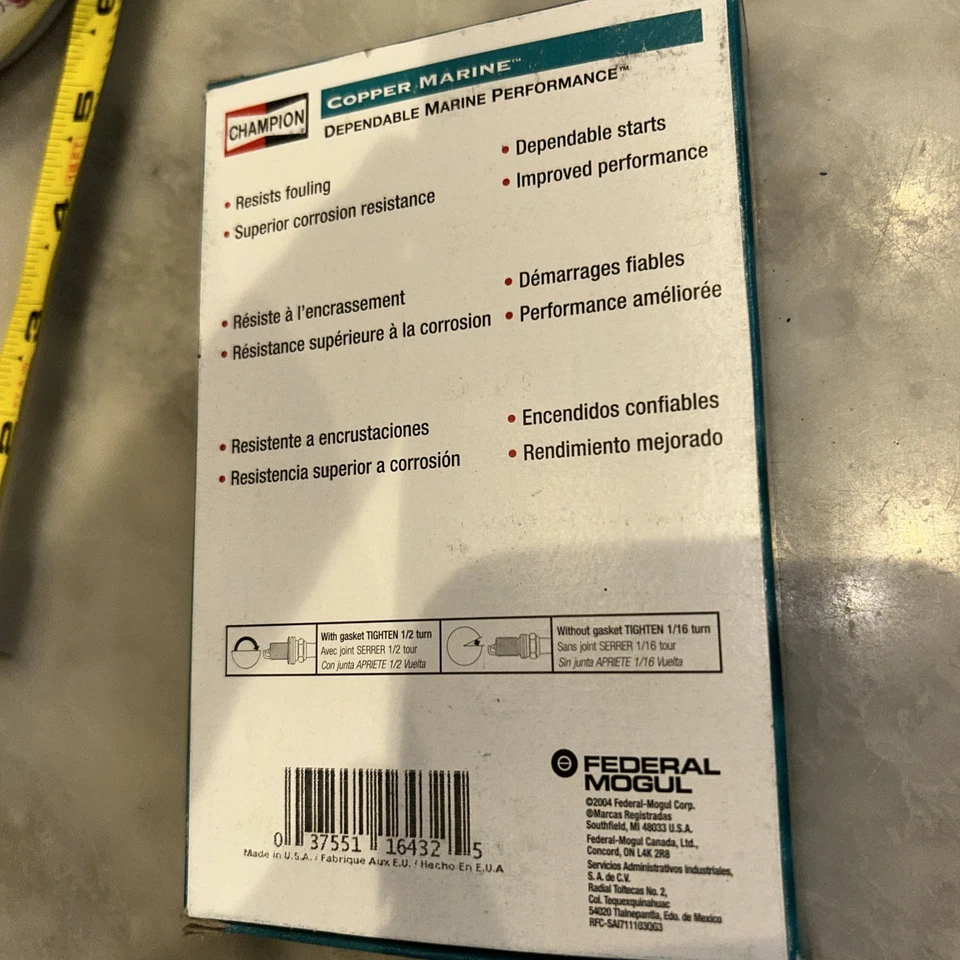 CHAMPION
COPPER MARINE™
DEPENDABLE MARINE PERFORMANCE™
• Resists fouling
• Superior corrosion resistance
• Dependable starts
• Improved performance
• Résiste à l'encrassement
• Résistance supérieure à la corrosion
• Démarrages fiables
• Performance améliorée
• Resistente a encrustaciones
• Resistencia superior a corrosión
• Encendidos confiables
• Rendimiento mejorado
With gasket TIGHTEN 1/2 turn
Avec joint SERRER 1/2 tour
Con junta APRIETE 1/2 Vuelta
Without gasket TIGHTEN 1/16 turn
Sans joint SERRER 1/16 tour
Sin junta APRIETE 1/16 Vuelta
0 37551 16432 5
Made in U.S.A. / Fabrique Aux E.U. / Hecho En E.U.A
FEDERAL
MOGUL
©2004 Federal-Mogul Corp.
®Marcas Registradas
Southfield, MI 48033 U.S.A.
Federal-Mogul Canada, Ltd.,
Concord, ON L4K 2R8
Servicios Administrativos Industriales,
S.A. de C.V.
Radial Toltecas No. 2,
Col. Tequexquinahuac
54020 Tlalnepantla, Edo. de Mexico
RFC-SAI711103QG3
6
5
4
3